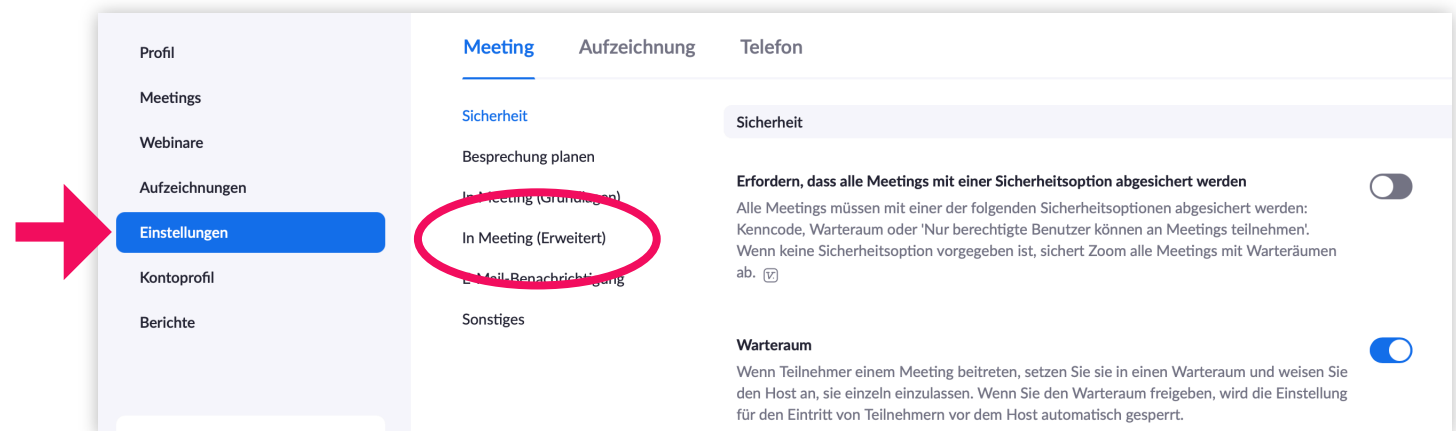 Profil
Meetings
Webinare
Aufzeichnungen
Einstellungen
Kontoprofil
Berichte
Meeting Aufzeichnung Telefon
Sicherheit
Besprechung planen
In Meeting (Grundlagen)
In Meeting (Erweitert)
E-Mail-Benachrichtigung
Sonstiges
Sicherheit
Erfordern, dass alle Meetings mit einer Sicherheitsoption abgesichert werden
Alle Meetings müssen mit einer der folgenden Sicherheitsoptionen abgesichert werden:
Kenncode, Warteraum oder 'Nur berechtigte Benutzer können an Meetings teilnehmen'.
Wenn keine Sicherheitsoption vorgegeben ist, sichert Zoom alle Meetings mit Warteräumen
ab.
Warteraum
Wenn Teilnehmer einem Meeting beitreten, setzen Sie sie in einen Warteraum und weisen Sie
den Host an, sie einzeln einzulassen. Wenn Sie den Warteraum freigeben, wird die Einstellung
für den Eintritt von Teilnehmern vor dem Host automatisch gesperrt.